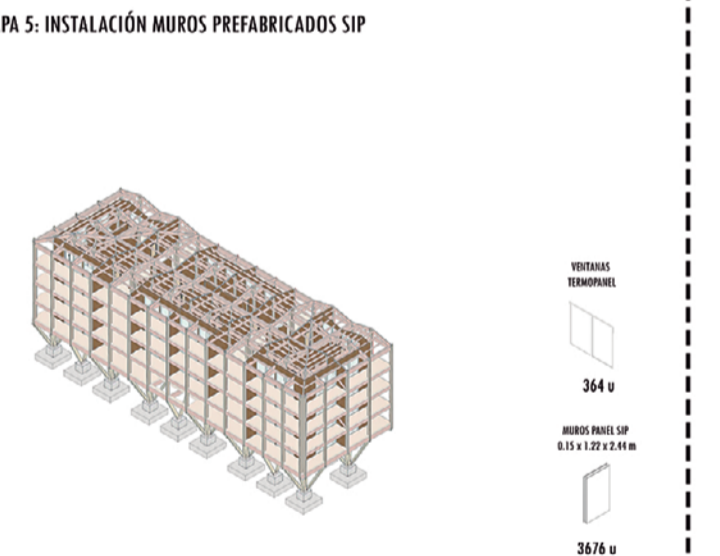 PA 5: INSTALACIÓN MUROS PREFABRICADOS SIP
VENTANAS
TERMOPANEL
364 u
MUROS PANEL SIP
0.15 x 1.22 x 2.44 m
3676 u